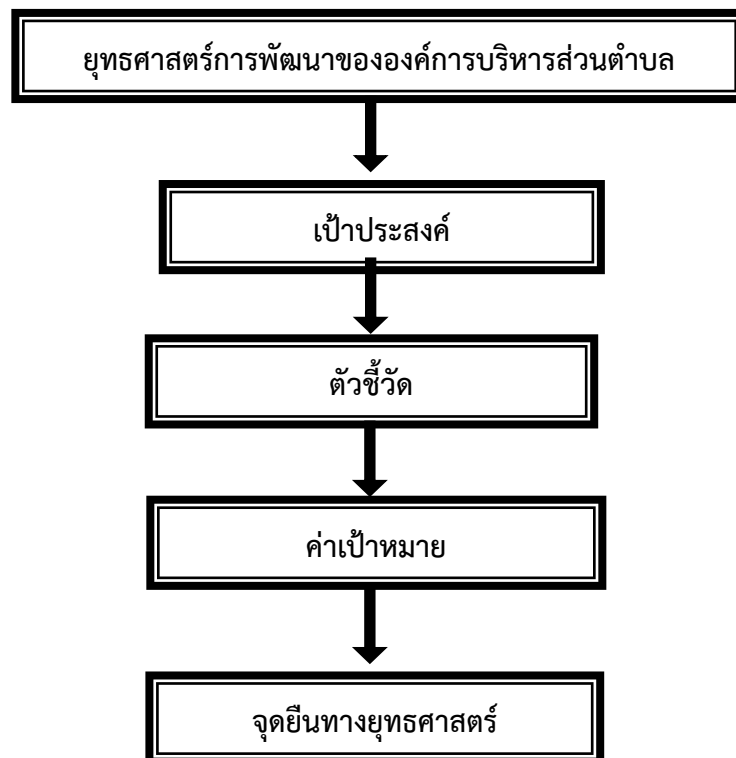 ยุทธศาสตร์การพัฒนาขององค์การบริหารส่วนตำบล
เป้าประสงค์
ตัวชี้วัด
ค่าเป้าหมาย
จุดยืนทางยุทธศาสตร์